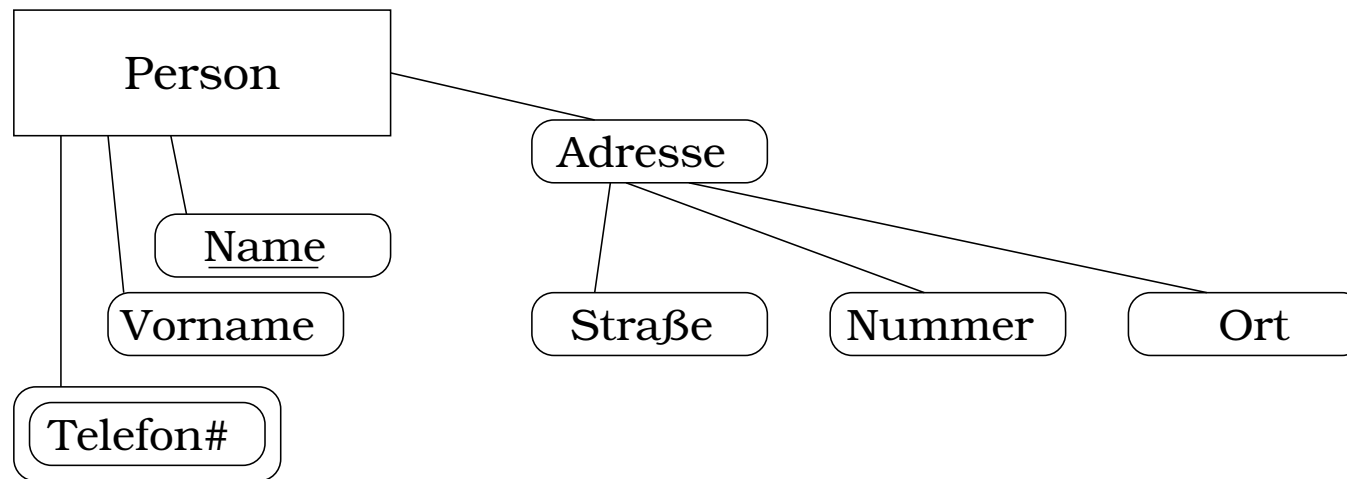 Person
Adresse
Name
Vorname
Straße
Nummer
Ort
Telefon#